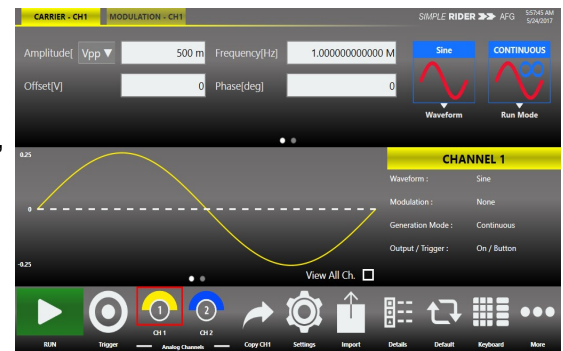 CARRIER - CH1 MODULATION - CH1 SIMPLE RIDER AFG 5:57:45 AM
5/24/2017
Amplitude[ Vpp ▼ 500 m Frequency[Hz] 1.000000000000 M Sine CONTINUOUS
Offset[V] 0 Phase[deg] 0
Waveform Run Mode
0.25 CHANNEL 1
Waveform : Sine
Modulation : None
0
Generation Mode : Continuous
Output / Trigger : On / Button
-0.25
View All Ch.
1 2
CH 1 CH 2
RUN Trigger Analog Channels Copy CH1 Settings Import Details Default Keyboard More